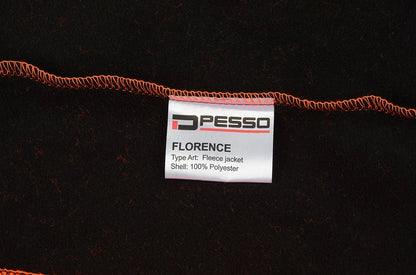 PESSO
FLORENCE
Type Art: Fleece jacket
Shell: 100% Polyester